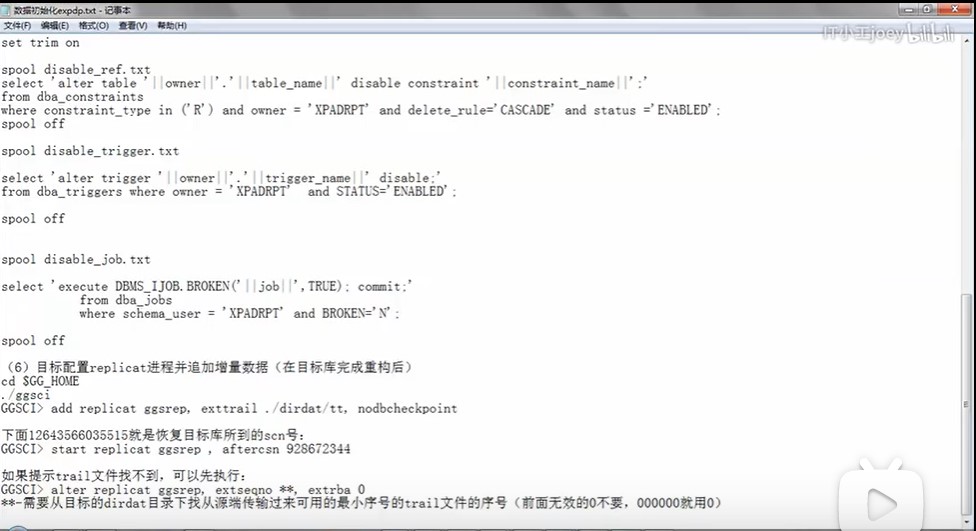 数据初始化expdp.txt - 记事本
文件(F) 编辑(E) 格式(O) 查看(V) 帮助(H)
IT小王joey bilibili
set trim on
spool disable_ref.txt
select 'alter table '||owner||'.'||table_name||' disable constraint '||constraint_name||';'
from dba_constraints
where constraint_type in ('R') and owner = 'XPADRPT' and delete_rule='CASCADE' and status ='ENABLED';
spool off
spool disable_trigger.txt
select 'alter trigger '||owner||'.'||trigger_name||' disable;'
from dba_triggers where owner = 'XPADRPT'  and STATUS='ENABLED';
spool off
spool disable_job.txt
select 'execute DBMS_IJOB.BROKEN('||job||',TRUE); commit;'
from dba_jobs
where schema_user = 'XPADRPT' and BROKEN='N';
spool off
（6）目标配置replicat进程并追加增量数据（在目标库完成重构后）
cd $GG_HOME
./ggsci
GGSCI> add replicat ggsrep, exttrail ./dirdat/tt, nodbcheckpoint
下面12643566035515就是恢复目标库所到的scn号:
GGSCI> start replicat ggsrep , aftercsn 928672344
如果提示trail文件找不到，可以先执行:
GGSCI> alter replicat ggsrep, extseqno **, extrba 0
**-需要从目标的dirdat目录下找从源端传输过来可用的最小序号的trail文件的序号（前面无效的0不要，000000就用0）